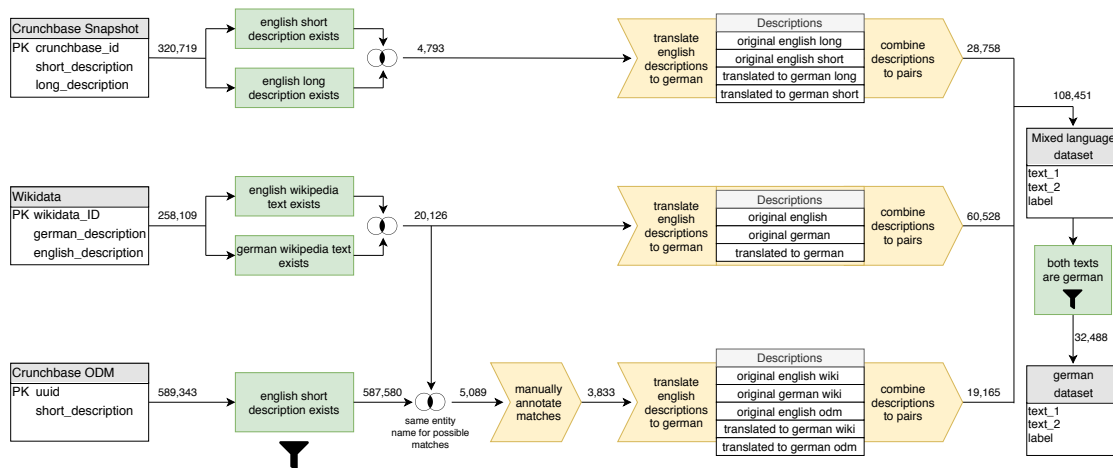 Crunchbase Snapshot
PK crunchbase_id
short_description
long_description
320,719
english short
description exists
english long
description exists
4,793
translate
english
descriptions
to german
Descriptions
original english long
original english short
translated to german long
translated to german short
combine
descriptions
to pairs
28,758
108,451
Mixed language
dataset
text_1
text_2
label
Wikidata
PK wikidata_ID
german_description
english_description
258,109
english wikipedia
text exists
german wikipedia text
exists
20,126
translate
english
descriptions
to german
Descriptions
original english
original german
translated to german
combine
descriptions
to pairs
60,528
both texts
are german
32,488
Crunchbase ODM
PK uuid
short_description
589,343
english short
description exists
587,580
same entity
name for possible
matches
5,089
manually
annotate
matches
3,833
translate
english
descriptions
to german
Descriptions
original english wiki
original german wiki
original english odm
translated to german wiki
translated to german odm
combine
descriptions
to pairs
19,165
german
dataset
text_1
text_2
label